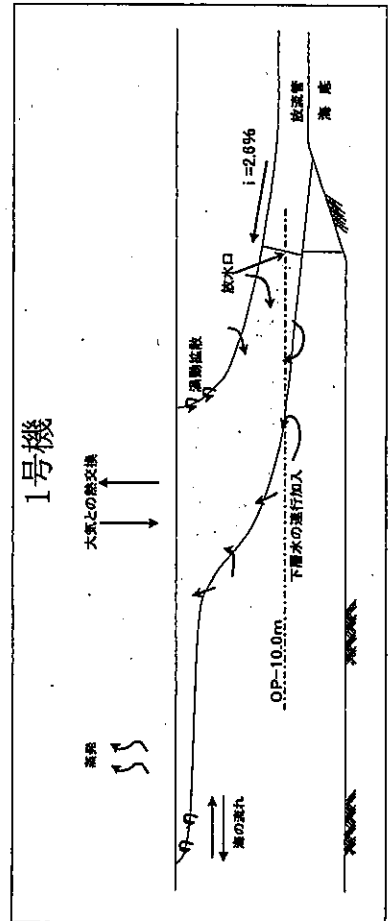 1号機
蒸発
大気との熱交換
渦動拡散
i=2.6%
放水口
放流管
海底
下層水の連行加入
OP-10.0m
海の流れ